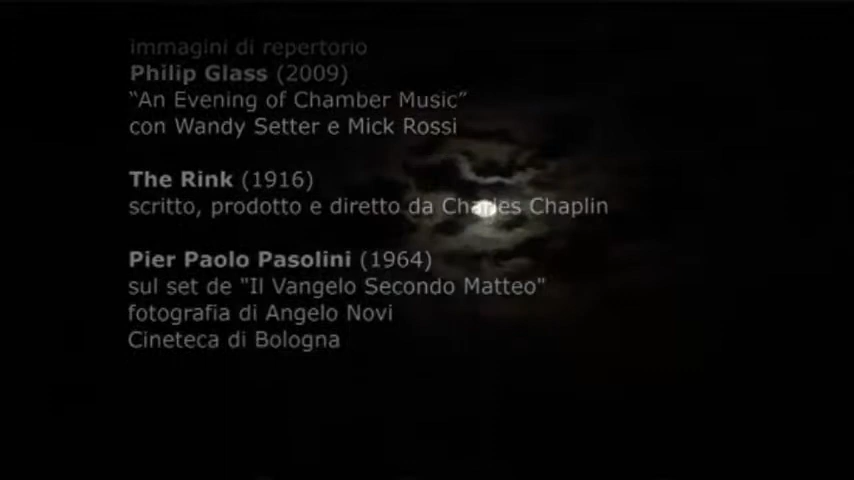 immagini di repertorio
Philip Glass (2009)
“An Evening of Chamber Music”
con Wandy Setter e Mick Rossi
The Rink (1916)
scritto, prodotto e diretto da Charles Chaplin
Pier Paolo Pasolini (1964)
sul set de "Il Vangelo Secondo Matteo"
fotografia di Angelo Novi
Cineteca di Bologna